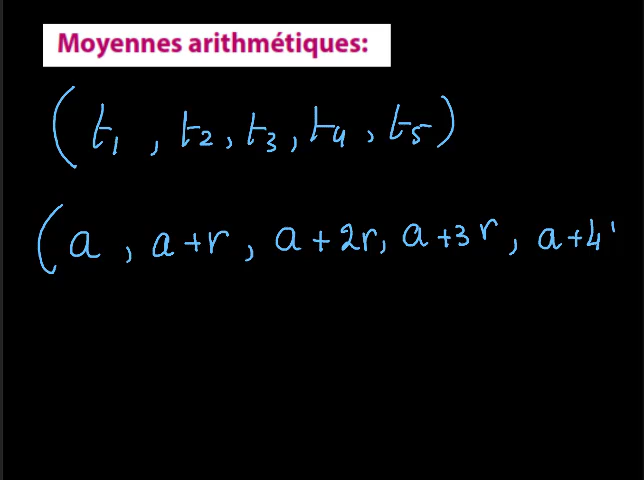 Moyennes arithmétiques:
(t₁ , t₂ , t₃ , t₄ , t₅)
(a , a+r , a+2r, a+3r , a+4